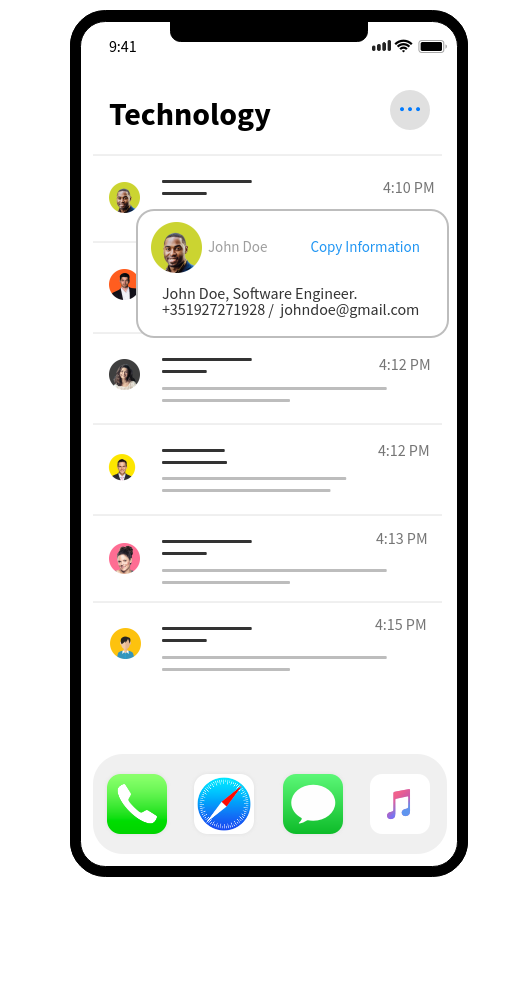 9:41
Technology
4:10 PM
John Doe
Copy Information
John Doe, Software Engineer.
+351927271928 / johndoe@gmail.com
4:12 PM
4:12 PM
4:13 PM
4:15 PM